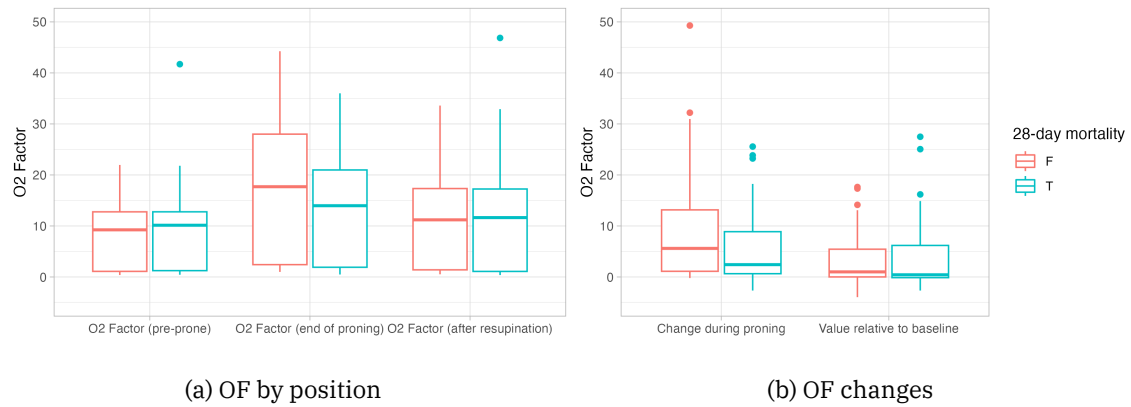 O2 Factor
50
40
30
20
10
0
O2 Factor (pre-prone) O2 Factor (end of proning) O2 Factor (after resupination)
(a) OF by position
O2 Factor
50
40
30
20
10
0
Change during proning Value relative to baseline
(b) OF changes
28-day mortality
F
T